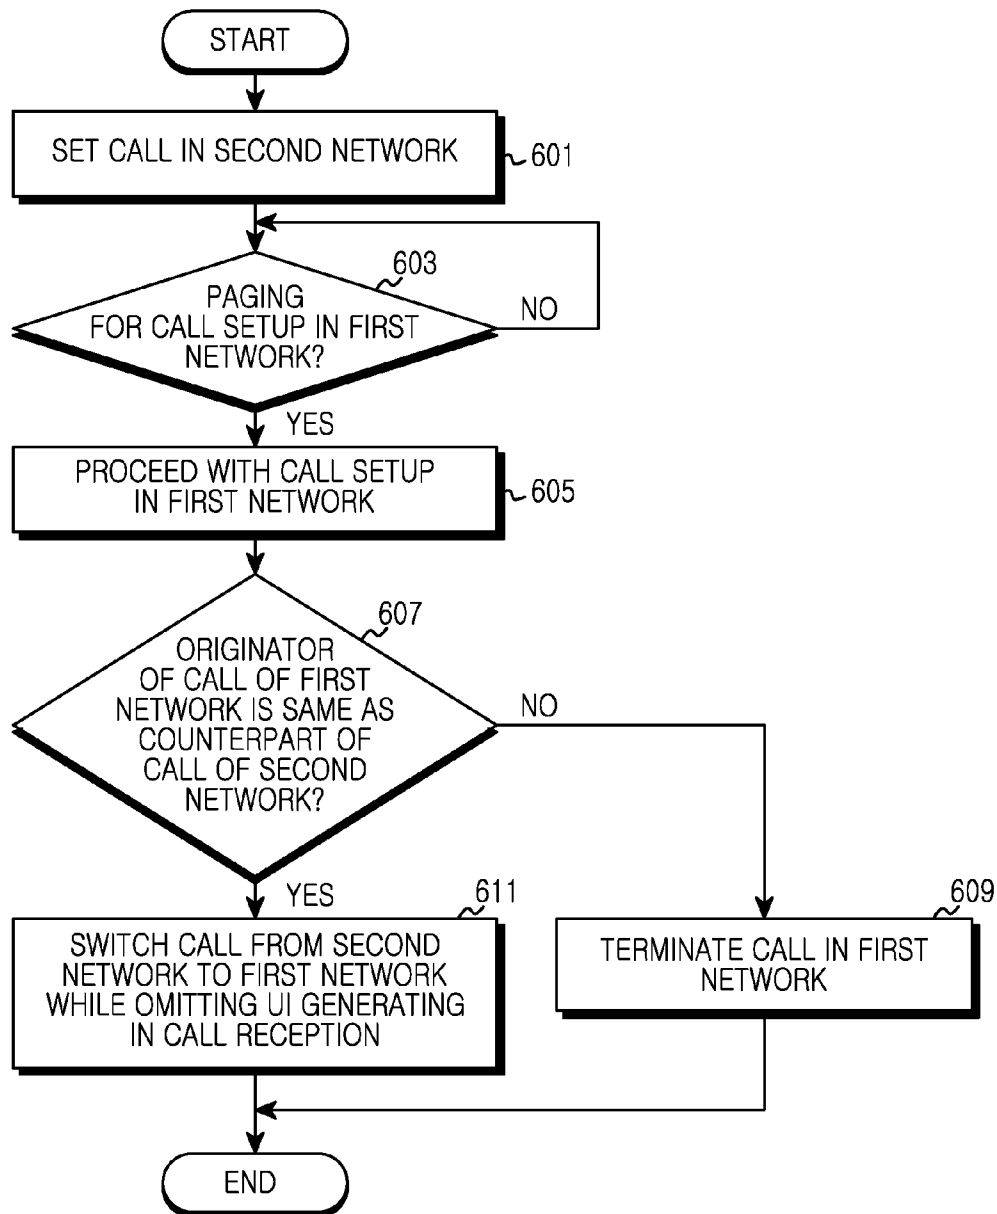 START
SET CALL IN SECOND NETWORK
601
603
PAGING
FOR CALL SETUP IN FIRST
NETWORK?
NO
YES
PROCEED WITH CALL SETUP
IN FIRST NETWORK
605
607
ORIGINATOR
OF CALL OF FIRST
NETWORK IS SAME AS
COUNTERPART OF
CALL OF SECOND
NETWORK?
NO
YES
611
SWITCH CALL FROM SECOND
NETWORK TO FIRST NETWORK
WHILE OMITTING UI GENERATING
IN CALL RECEPTION
609
TERMINATE CALL IN FIRST
NETWORK
END